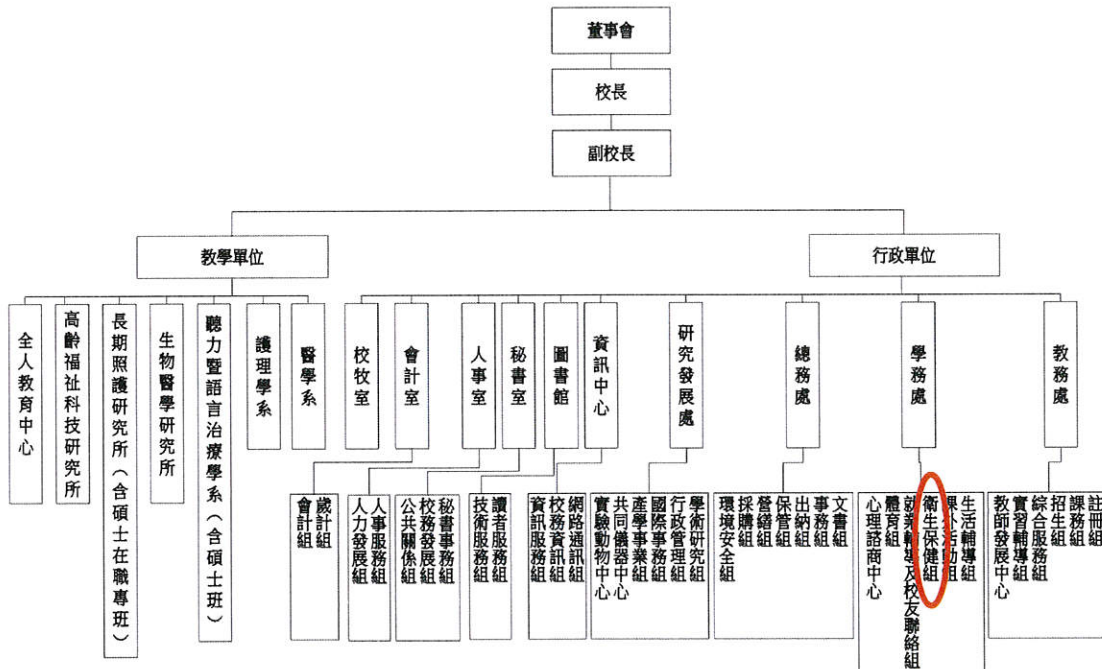 董事會
校長
副校長
教學單位
行政單位
全人教育中心
高齡福祉科技研究所
長期照護研究所（含碩士在職專班）
生物醫學研究所
聽力暨語言治療學系（含碩士班）
護理學系
醫學系
校牧室
會計室
人事室
秘書室
圖書館
資訊中心
研究發展處
總務處
學務處
教務處
歲計組
會計組
人事服務組
人力發展組
秘書事務組
校務發展組
公共關係組
讀者服務組
技術服務組
網路通訊組
校務資訊組
資訊服務組
學術研究組
行政管理組
國際事務組
產學事業組
共同儀器中心
實驗動物中心
文書組
事務組
出納組
保管組
營繕組
採購組
環境安全組
生活輔導組
課外活動組
衛生保健組
就業輔導及校友聯絡組
體育組
心理諮商中心
註冊組
課務組
招生組
綜合服務組
實習輔導組
教師發展中心